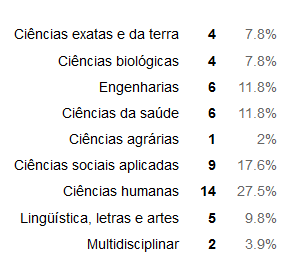 Ciências exatas e da terra 4 7.8%
Ciências biológicas 4 7.8%
Engenharias 6 11.8%
Ciências da saúde 6 11.8%
Ciências agrárias 1 2%
Ciências sociais aplicadas 9 17.6%
Ciências humanas 14 27.5%
Lingüística, letras e artes 5 9.8%
Multidisciplinar 2 3.9%